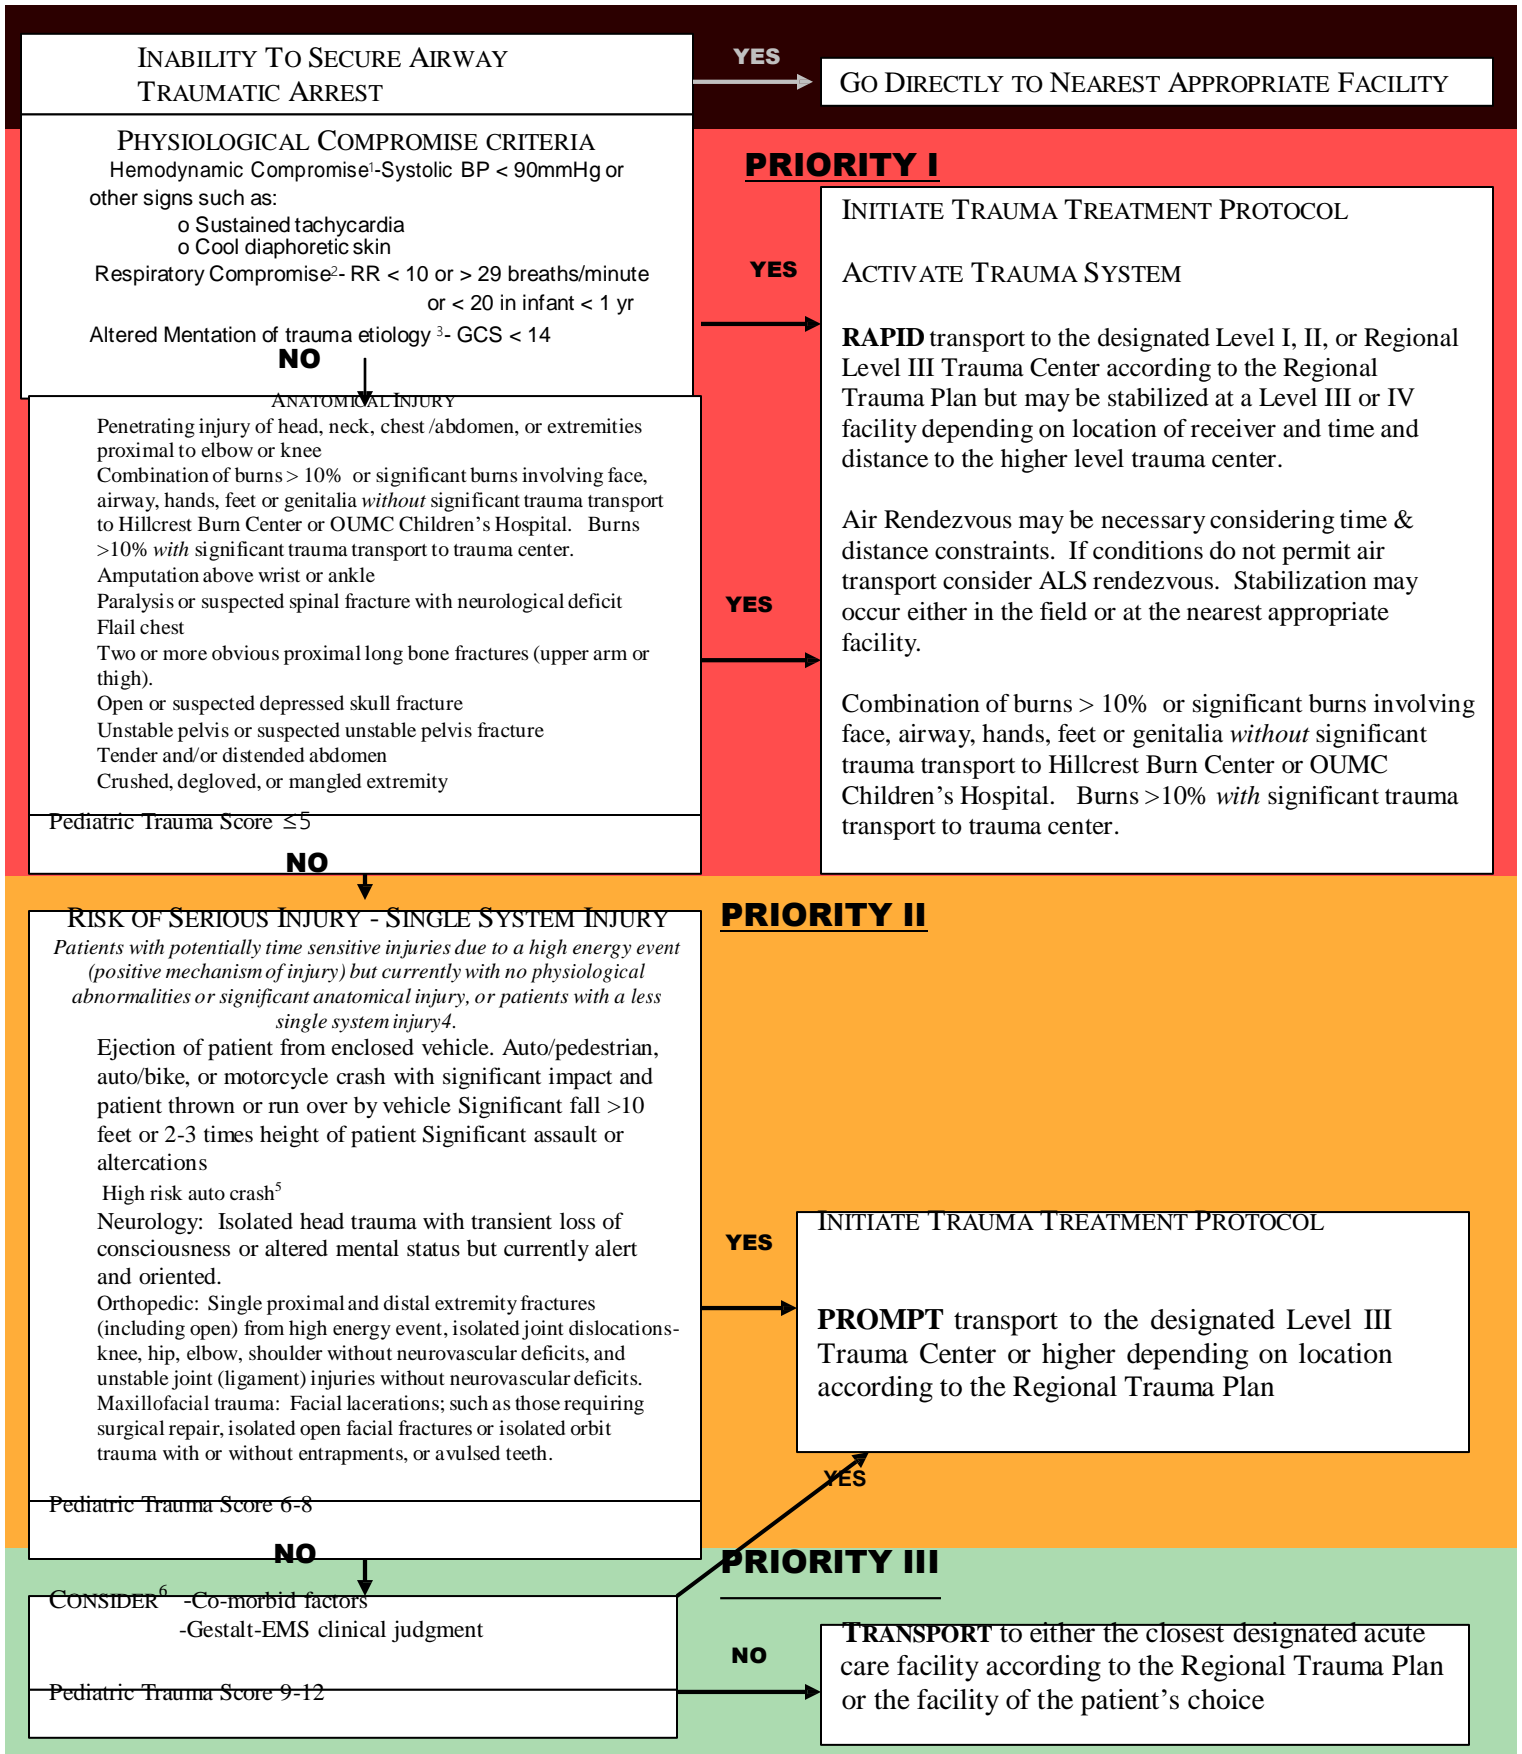 INABILITY TO SECURE AIRWAY
TRAUMATIC ARREST
YES
GO DIRECTLY TO NEAREST APPROPRIATE FACILITY
PHYSIOLOGICAL COMPROMISE CRITERIA
Hemodynamic Compromise¹-Systolic BP < 90mmHg or
other signs such as:
o Sustained tachycardia
o Cool diaphoretic skin
Respiratory Compromise²- RR < 10 or > 29 breaths/minute
or < 20 in infant < 1 yr
Altered Mentation of trauma etiology ³- GCS < 14
NO
PRIORITY I
YES
INITIATE TRAUMA TREATMENT PROTOCOL
ACTIVATE TRAUMA SYSTEM
RAPID transport to the designated Level I, II, or Regional
Level III Trauma Center according to the Regional
Trauma Plan but may be stabilized at a Level III or IV
facility depending on location of receiver and time and
distance to the higher level trauma center.
Air Rendezvous may be necessary considering time &
distance constraints. If conditions do not permit air
transport consider ALS rendezvous. Stabilization may
occur either in the field or at the nearest appropriate
facility.
Combination of burns > 10% or significant burns involving
face, airway, hands, feet or genitalia without significant
trauma transport to Hillcrest Burn Center or OUMC
Children's Hospital. Burns >10% with significant trauma
transport to trauma center.
ANATOMICAL INJURY
Penetrating injury of head, neck, chest /abdomen, or extremities
proximal to elbow or knee
Combination of burns > 10% or significant burns involving face,
airway, hands, feet or genitalia without significant trauma transport
to Hillcrest Burn Center or OUMC Children's Hospital. Burns
>10% with significant trauma transport to trauma center.
Amputation above wrist or ankle
Paralysis or suspected spinal fracture with neurological deficit
Flail chest
Two or more obvious proximal long bone fractures (upper arm or
thigh).
Open or suspected depressed skull fracture
Unstable pelvis or suspected unstable pelvis fracture
Tender and/or distended abdomen
Crushed, degloved, or mangled extremity
YES
Pediatric Trauma Score ≤5
NO
PRIORITY II
RISK OF SERIOUS INJURY - SINGLE SYSTEM INJURY
Patients with potentially time sensitive injuries due to a high energy event
(positive mechanism of injury) but currently with no physiological
abnormalities or significant anatomical injury, or patients with a less
single system injury4.
Ejection of patient from enclosed vehicle. Auto/pedestrian,
auto/bike, or motorcycle crash with significant impact and
patient thrown or run over by vehicle Significant fall >10
feet or 2-3 times height of patient Significant assault or
altercations
High risk auto crash⁵
Neurology: Isolated head trauma with transient loss of
consciousness or altered mental status but currently alert
and oriented.
Orthopedic: Single proximal and distal extremity fractures
(including open) from high energy event, isolated joint dislocations-
knee, hip, elbow, shoulder without neurovascular deficits, and
unstable joint (ligament) injuries without neurovascular deficits.
Maxillofacial trauma: Facial lacerations; such as those requiring
surgical repair, isolated open facial fractures or isolated orbit
trauma with or without entrapments, or avulsed teeth.
YES
INITIATE TRAUMA TREATMENT PROTOCOL
PROMPT transport to the designated Level III
Trauma Center or higher depending on location
according to the Regional Trauma Plan
YES
Pediatric Trauma Score 6-8
NO
PRIORITY III
CONSIDER⁶ -Co-morbid factors
-Gestalt-EMS clinical judgment
Pediatric Trauma Score 9-12
NO
TRANSPORT to either the closest designated acute
care facility according to the Regional Trauma Plan
or the facility of the patient's choice